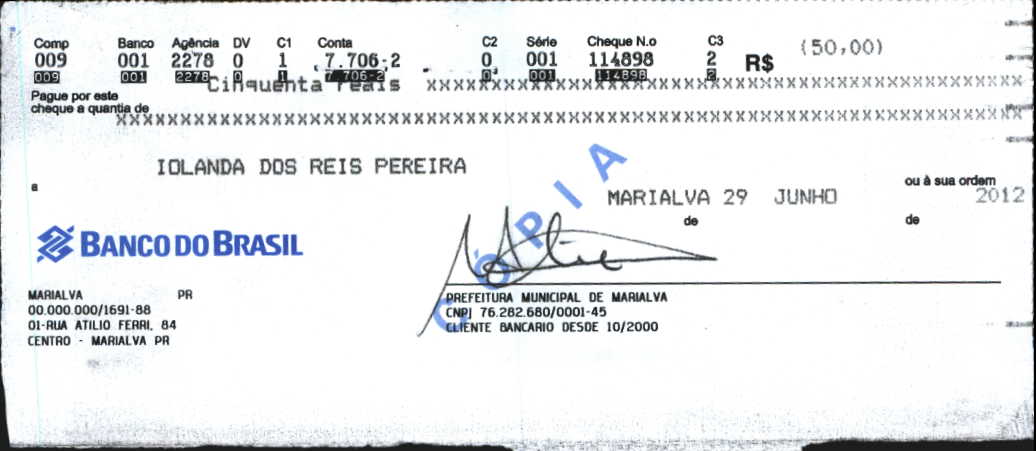 Comp Banco Agência DV C1 Conta C2 Série Cheque N.o C3
009 001 2278 0 1 7.706-2 0 001 114898 2 R$ (50,00)
009 001 2278 0 1 7.706-2 0 001 114898 2
Cinquenta reais xxxxxxxxxxxxxxxxxxxxxxxxxxxxxxxxxxxxxxxxxxxxxxx
Pague por este
cheque a quantia de xxxxxxxxxxxxxxxxxxxxxxxxxxxxxxxxxxxxxxxxxxxxxxxxxxxxxxxxxxxxxxxxxxxxxx
IOLANDA DOS REIS PEREIRA
a ou à sua ordem
MARIALVA 29 JUNHO 2012
de de
CÓPIA
BANCO DO BRASIL
MARIALVA PR
00.000.000/1691-88
01-RUA ATILIO FERRI, 84
CENTRO - MARIALVA PR
PREFEITURA MUNICIPAL DE MARIALVA
CNPJ 76.282.680/0001-45
CLIENTE BANCARIO DESDE 10/2000